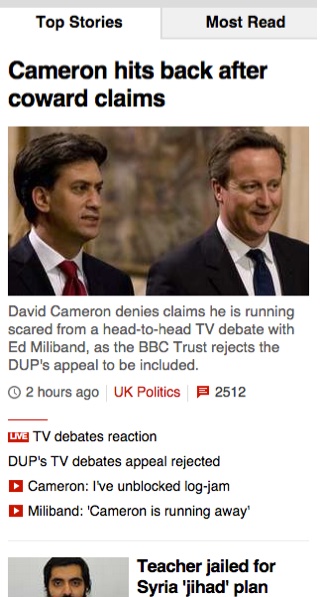 Top Stories
Most Read
Cameron hits back after
coward claims
David Cameron denies claims he is running
scared from a head-to-head TV debate with
Ed Miliband, as the BBC Trust rejects the
DUP's appeal to be included.
2 hours ago UK Politics 2512
LIVE TV debates reaction
DUP's TV debates appeal rejected
Cameron: I've unblocked log-jam
Miliband: 'Cameron is running away'
Teacher jailed for
Syria 'jihad' plan